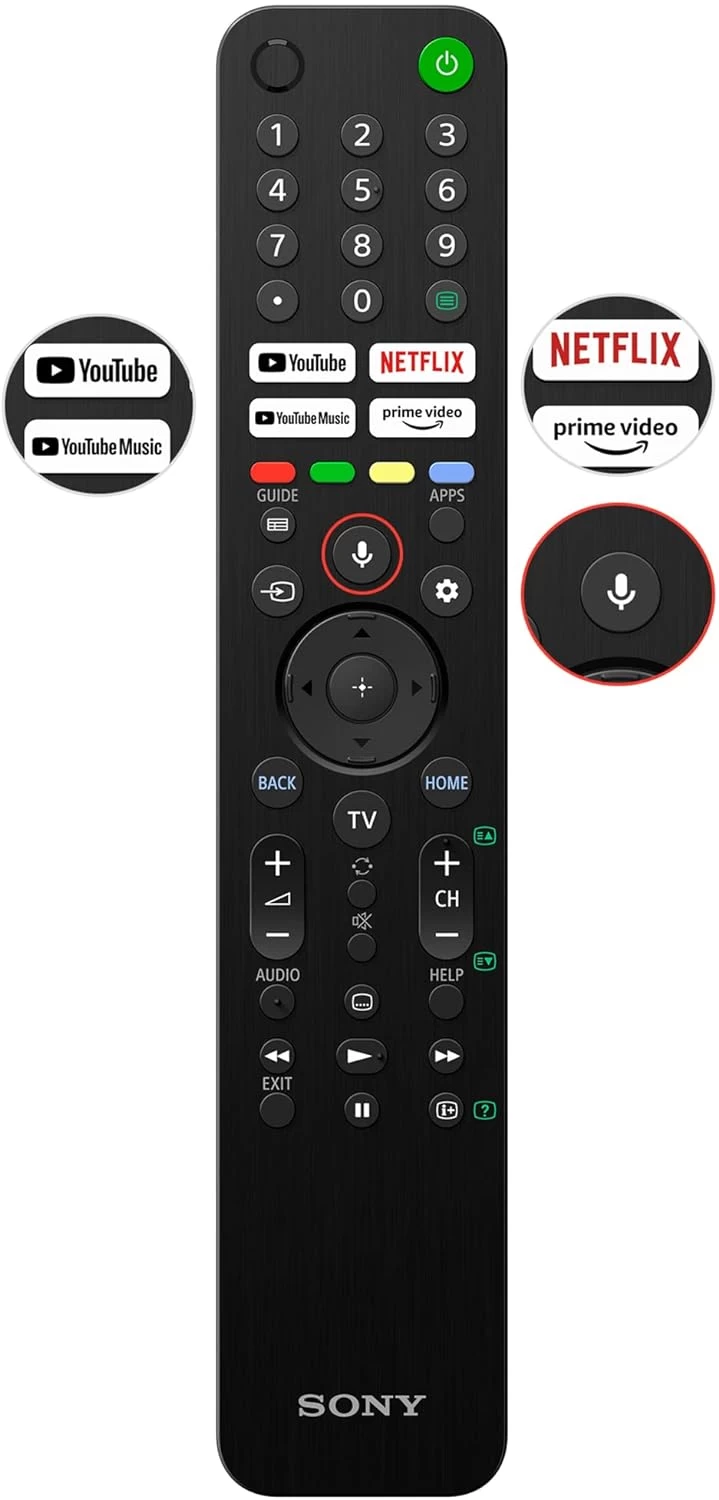 1 2 3
4 5 6
7 8 9
. 0
YouTube NETFLIX
YouTube Music prime video
YouTube
YouTube Music
NETFLIX
prime video
GUIDE APPS
BACK HOME
TV
+ +
CH
- -
AUDIO HELP
EXIT
i+ ?
SONY